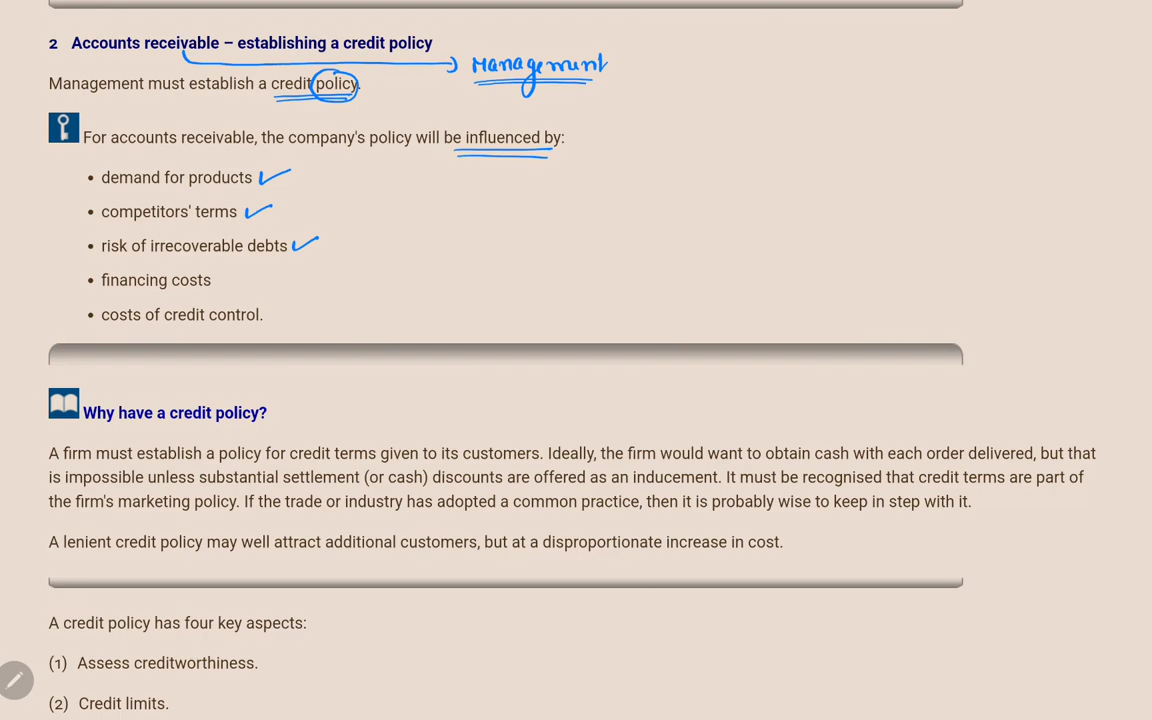 2 Accounts receivable – establishing a credit policy
Management
Management must establish a credit policy.
For accounts receivable, the company's policy will be influenced by:
• demand for products
• competitors' terms
• risk of irrecoverable debts
• financing costs
• costs of credit control.
Why have a credit policy?
A firm must establish a policy for credit terms given to its customers. Ideally, the firm would want to obtain cash with each order delivered, but that
is impossible unless substantial settlement (or cash) discounts are offered as an inducement. It must be recognised that credit terms are part of
the firm's marketing policy. If the trade or industry has adopted a common practice, then it is probably wise to keep in step with it.
A lenient credit policy may well attract additional customers, but at a disproportionate increase in cost.
A credit policy has four key aspects:
(1) Assess creditworthiness.
(2) Credit limits.